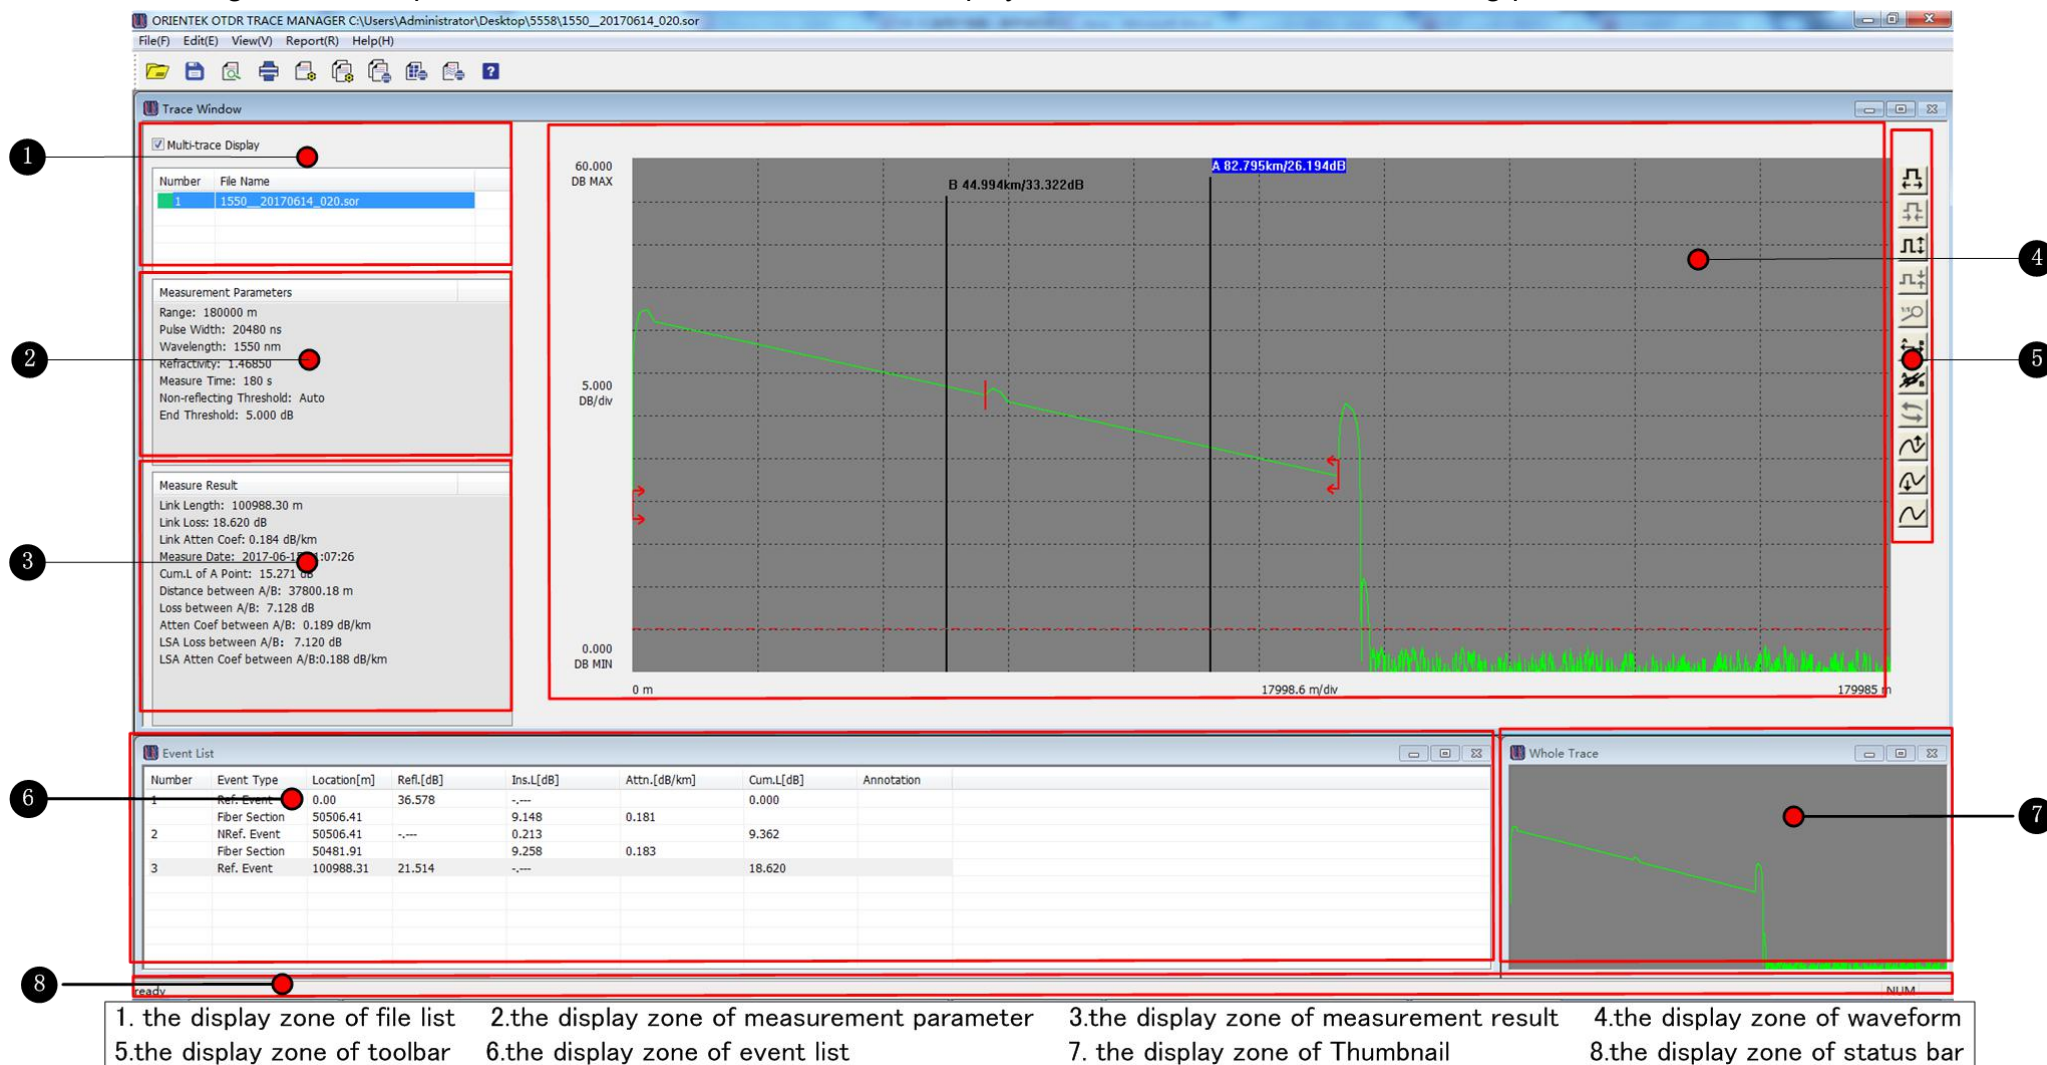 ORIENTEK OTDR TRACE MANAGER C:\Users\Administrator\Desktop\5558\1550__20170614_020.sor
File(F) Edit(E) View(V) Report(R) Help(H)
Trace Window
1
Multi-trace Display
Number File Name
1 1550__20170614_020.sor
2
Measurement Parameters
Range: 180000 m
Pulse Width: 20480 ns
Wavelength: 1550 nm
Refractivity: 1.46850
Measure Time: 180 s
Non-reflecting Threshold: Auto
End Threshold: 5.000 dB
3
Measure Result
Link Length: 100988.30 m
Link Loss: 18.620 dB
Link Atten Coef: 0.184 dB/km
Measure Date: 2017-06-15 :07:26
Cum.L of A Point: 15.271 dB
Distance between A/B: 37800.18 m
Loss between A/B: 7.128 dB
Atten Coef between A/B: 0.189 dB/km
LSA Loss between A/B: 7.120 dB
LSA Atten Coef between A/B:0.188 dB/km
60.000
DB MAX
B 44.994km/33.322dB
A 82.795km/26.194dB
5.000
DB/div
0.000
DB MIN
0 m 17998.6 m/div 179985 m
4
5
Event List
Number Event Type Location[m] Refl.[dB] Ins.L[dB] Attn.[dB/km] Cum.L[dB] Annotation
1 Ref. Event 0.00 36.578 -.--- 0.000
Fiber Section 50506.41 9.148 0.181
2 NRef. Event 50506.41 -.--- 0.213 9.362
Fiber Section 50481.91 9.258 0.183
3 Ref. Event 100988.31 21.514 -.--- 18.620
6
Whole Trace
7
8
ready NUM
1. the display zone of file list 2.the display zone of measurement parameter 3.the display zone of measurement result 4.the display zone of waveform
5.the display zone of toolbar 6.the display zone of event list 7. the display zone of Thumbnail 8.the display zone of status bar